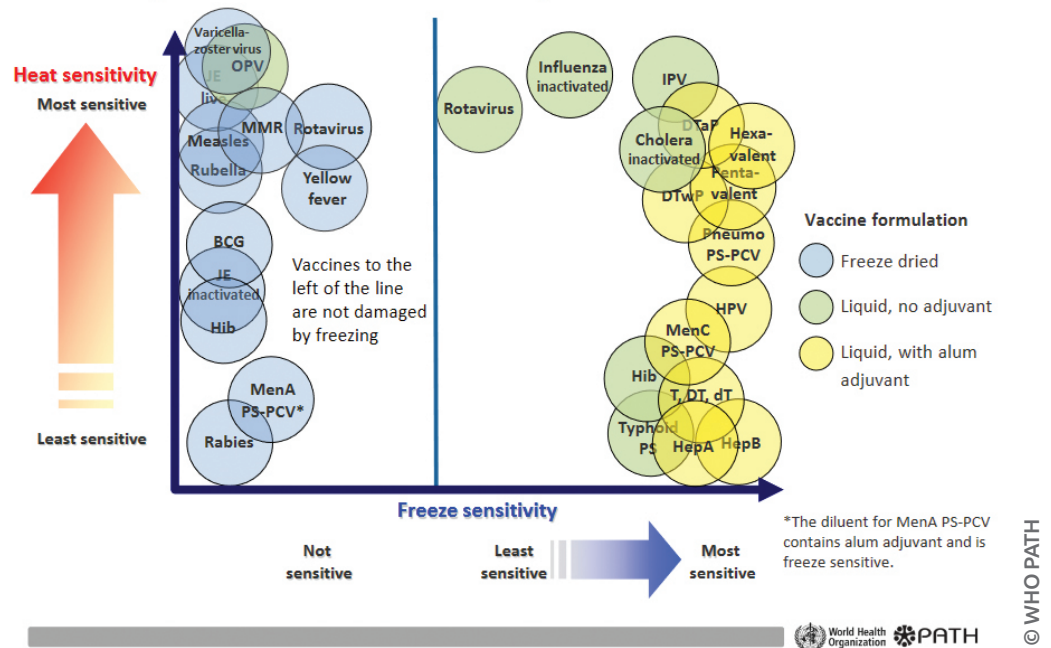 Heat sensitivity
Most sensitive
Least sensitive
Varicella-
zoster virus
OPV
JE
live
MMR
Rotavirus
Measles
Rubella
Yellow
fever
BCG
JE
inactivated
Hib
MenA
PS-PCV*
Rabies
Vaccines to the
left of the line
are not damaged
by freezing
Rotavirus
Influenza
inactivated
IPV
DTaP
Cholera
inactivated
Hexa-
valent
Penta-
valent
DTwP
Pneumo
PS-PCV
HPV
MenC
PS-PCV
Hib
T, DT, dT
Typhoid
PS
HepA
HepB
Vaccine formulation
Freeze dried
Liquid, no adjuvant
Liquid, with alum
adjuvant
Freeze sensitivity
Not
sensitive
Least
sensitive
Most
sensitive
*The diluent for MenA PS-PCV
contains alum adjuvant and is
freeze sensitive.
World Health
Organization
PATH
© WHO PATH